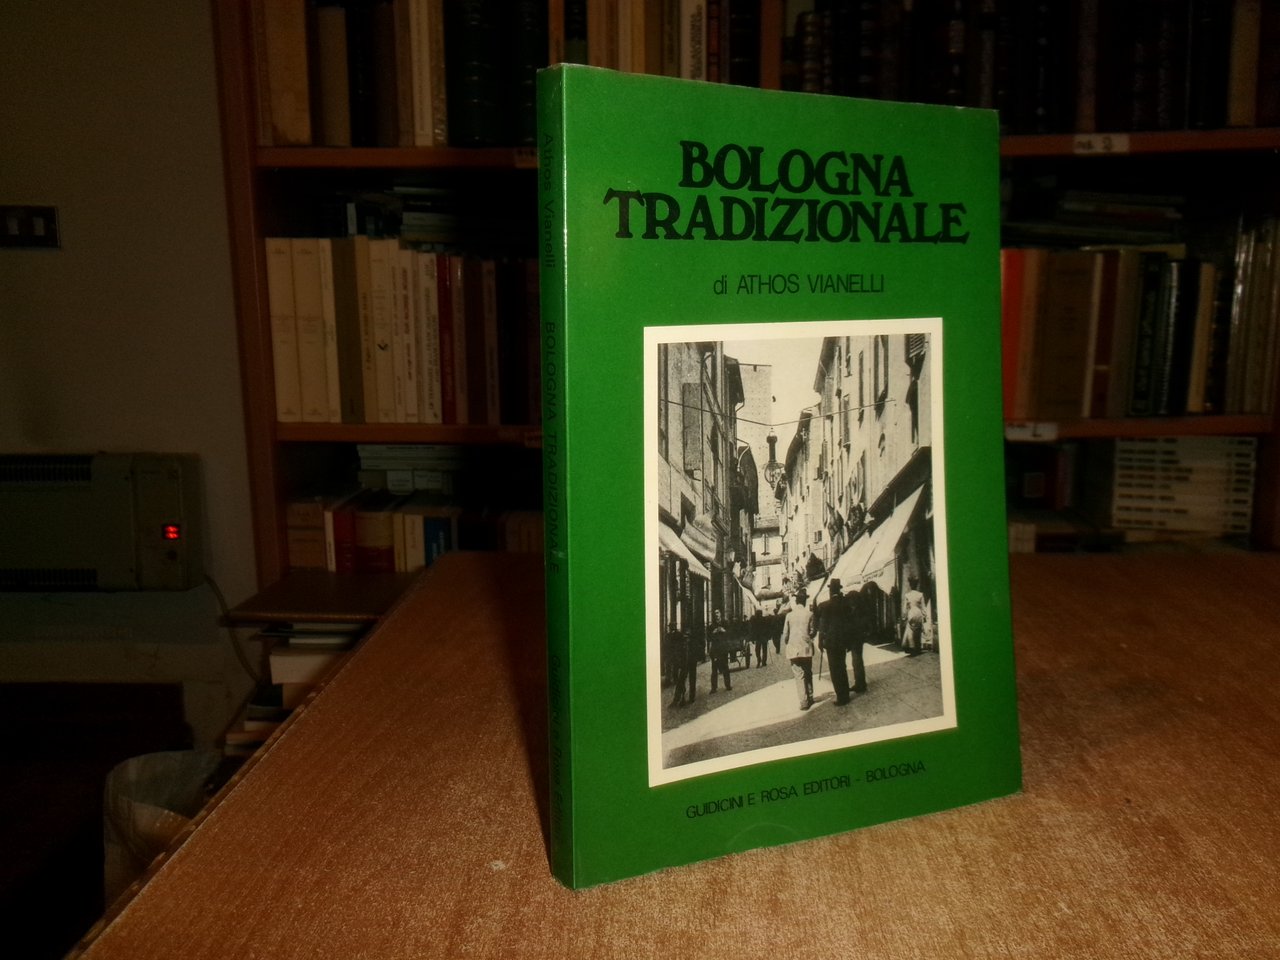 BOLOGNA
TRADIZIONALE
di ATHOS VIANELLI
GUIDICINI E ROSA EDITORI - BOLOGNA
Athos Vianelli BOLOGNA TRADIZIONALE